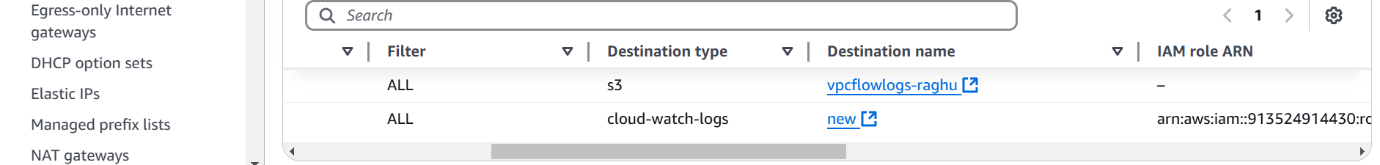 Egress-only Internet
gateways
DHCP option sets
Elastic IPs
Managed prefix lists
NAT gateways
Search
1
Filter Destination type Destination name IAM role ARN
ALL s3 vpcflowlogs-raghu –
ALL cloud-watch-logs new arn:aws:iam::913524914430:ro